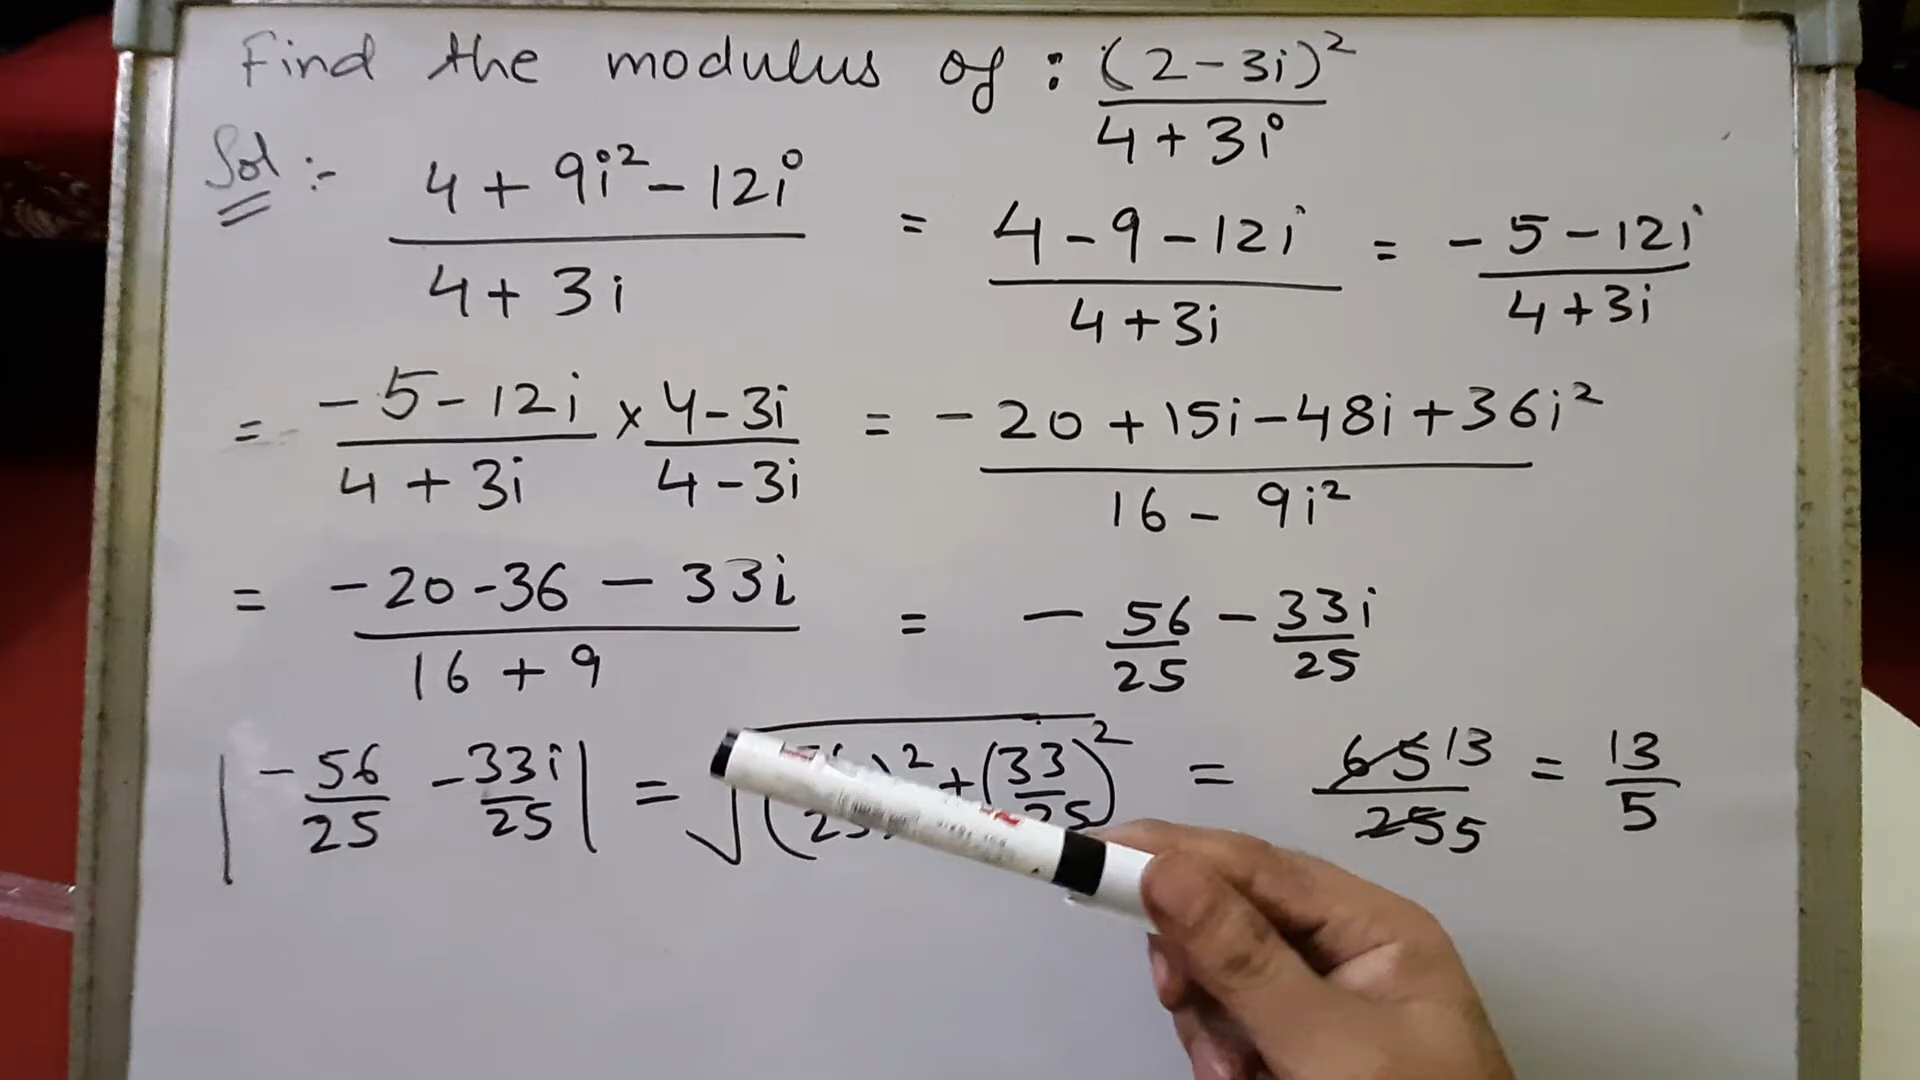 Find the modulus of : (2-3i)² / 4+3i
Sol :- 4+9i²-12i / 4+3i = 4-9-12i / 4+3i = -5-12i / 4+3i
= -5-12i / 4+3i × 4-3i / 4-3i = -20+15i-48i+36i² / 16-9i²
= -20-36-33i / 16+9 = -56/25 - 33i/25
|-56/25 -33i/25| = √( 25 )² + (33/25)² = 65 13 / 25 5 = 13/5